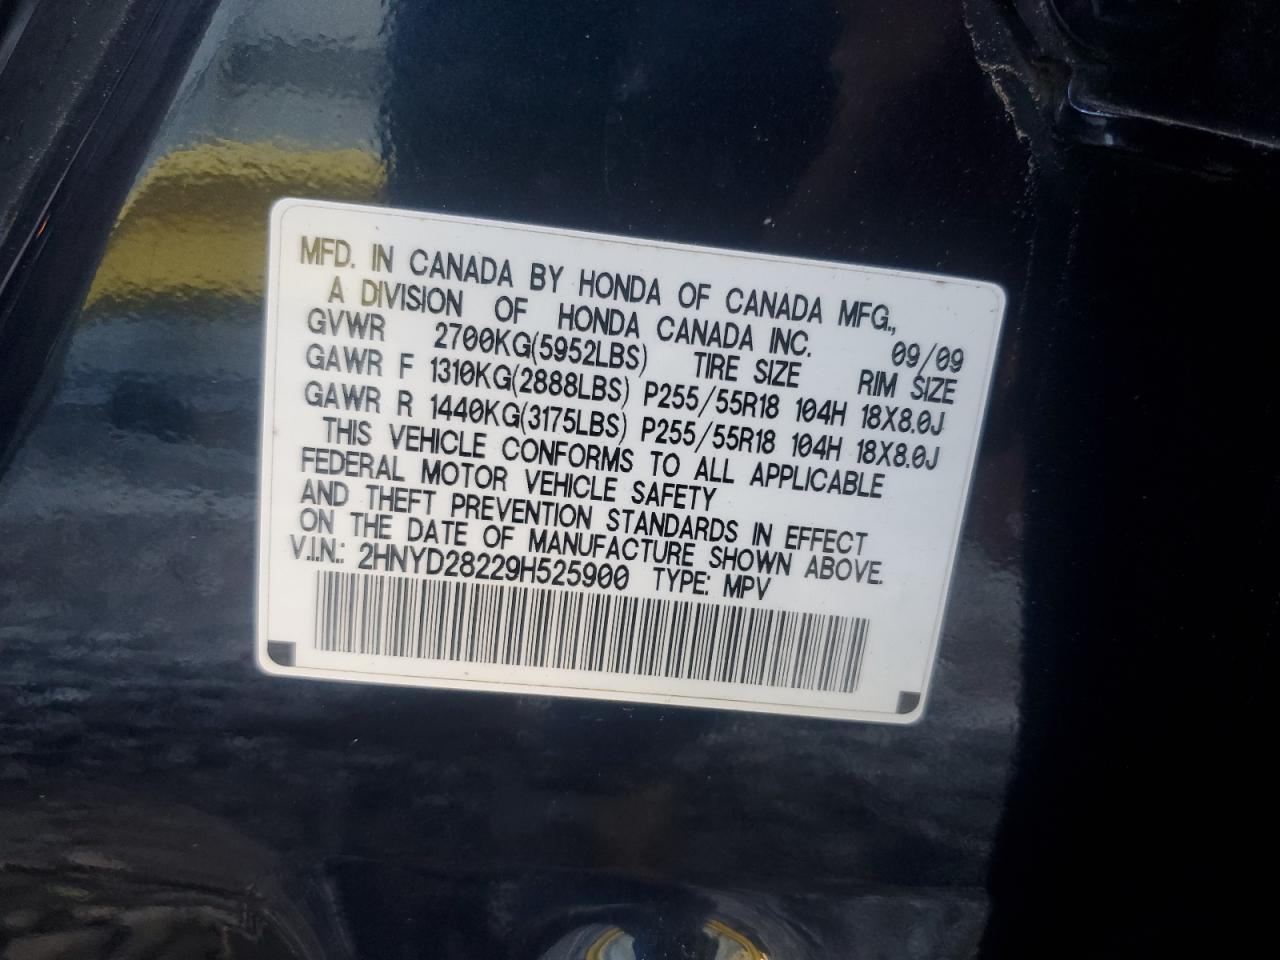 MFD. IN CANADA BY HONDA OF CANADA MFG.,
A DIVISION OF HONDA CANADA INC. 09/09
GVWR 2700KG(5952LBS) TIRE SIZE RIM SIZE
GAWR F 1310KG(2888LBS) P255/55R18 104H 18X8.0J
GAWR R 1440KG(3175LBS) P255/55R18 104H 18X8.0J
THIS VEHICLE CONFORMS TO ALL APPLICABLE
FEDERAL MOTOR VEHICLE SAFETY
AND THEFT PREVENTION STANDARDS IN EFFECT
ON THE DATE OF MANUFACTURE SHOWN ABOVE.
V.I.N.: 2HNYD28229H525900 TYPE: MPV